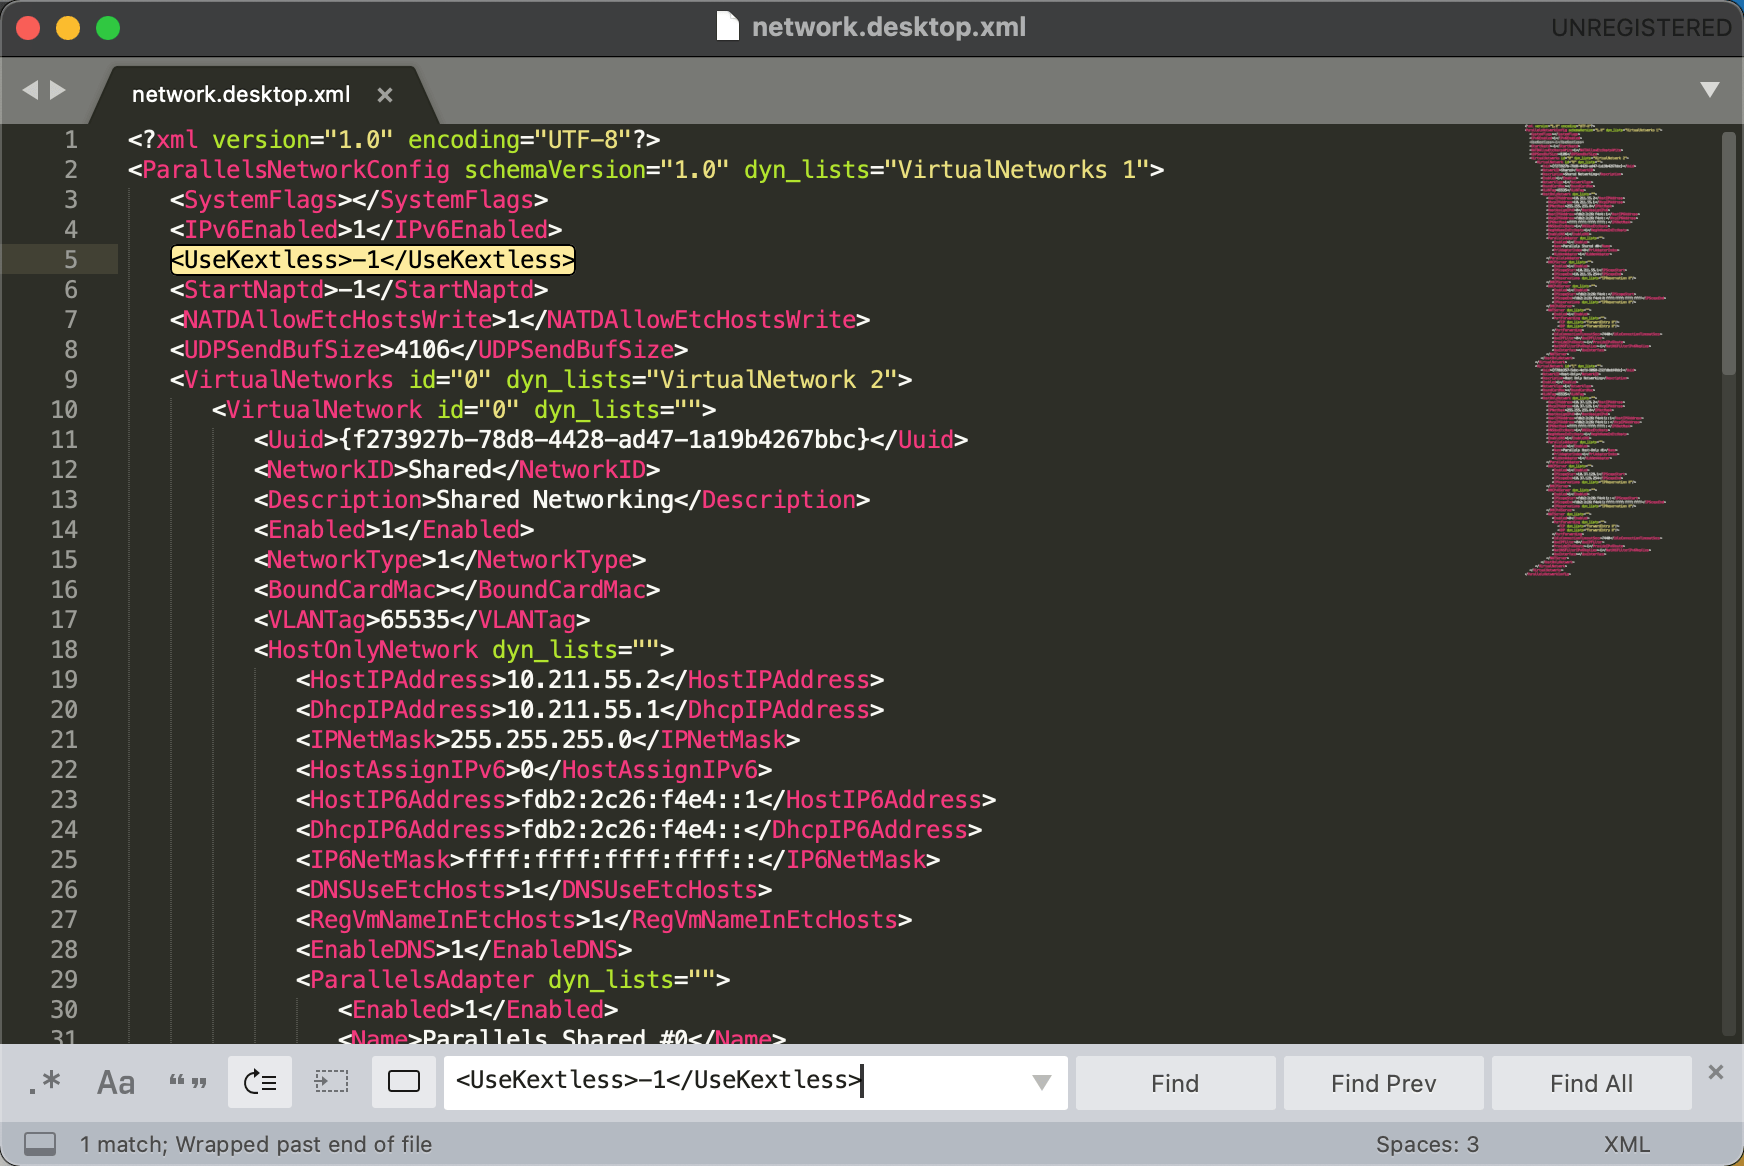 network.desktop.xml
UNREGISTERED
network.desktop.xml ×
1 <?xml version="1.0" encoding="UTF-8"?>
2 <ParallelsNetworkConfig schemaVersion="1.0" dyn_lists="VirtualNetworks 1">
3 <SystemFlags></SystemFlags>
4 <IPv6Enabled>1</IPv6Enabled>
5 <UseKextless>-1</UseKextless>
6 <StartNaptd>-1</StartNaptd>
7 <NATDAllowEtcHostsWrite>1</NATDAllowEtcHostsWrite>
8 <UDPSendBufSize>4106</UDPSendBufSize>
9 <VirtualNetworks id="0" dyn_lists="VirtualNetwork 2">
10 <VirtualNetwork id="0" dyn_lists="">
11 <Uuid>{f273927b-78d8-4428-ad47-1a19b4267bbc}</Uuid>
12 <NetworkID>Shared</NetworkID>
13 <Description>Shared Networking</Description>
14 <Enabled>1</Enabled>
15 <NetworkType>1</NetworkType>
16 <BoundCardMac></BoundCardMac>
17 <VLANTag>65535</VLANTag>
18 <HostOnlyNetwork dyn_lists="">
19 <HostIPAddress>10.211.55.2</HostIPAddress>
20 <DhcpIPAddress>10.211.55.1</DhcpIPAddress>
21 <IPNetMask>255.255.255.0</IPNetMask>
22 <HostAssignIPv6>0</HostAssignIPv6>
23 <HostIP6Address>fdb2:2c26:f4e4::1</HostIP6Address>
24 <DhcpIP6Address>fdb2:2c26:f4e4::</DhcpIP6Address>
25 <IP6NetMask>ffff:ffff:ffff:ffff::</IP6NetMask>
26 <DNSUseEtcHosts>1</DNSUseEtcHosts>
27 <RegVmNameInEtcHosts>1</RegVmNameInEtcHosts>
28 <EnableDNS>1</EnableDNS>
29 <ParallelsAdapter dyn_lists="">
30 <Enabled>1</Enabled>
31 <Name>Parallels Shared #0</Name>
.* Aa “ ” <UseKextless>-1</UseKextless> Find Find Prev Find All ×
1 match; Wrapped past end of file Spaces: 3 XML